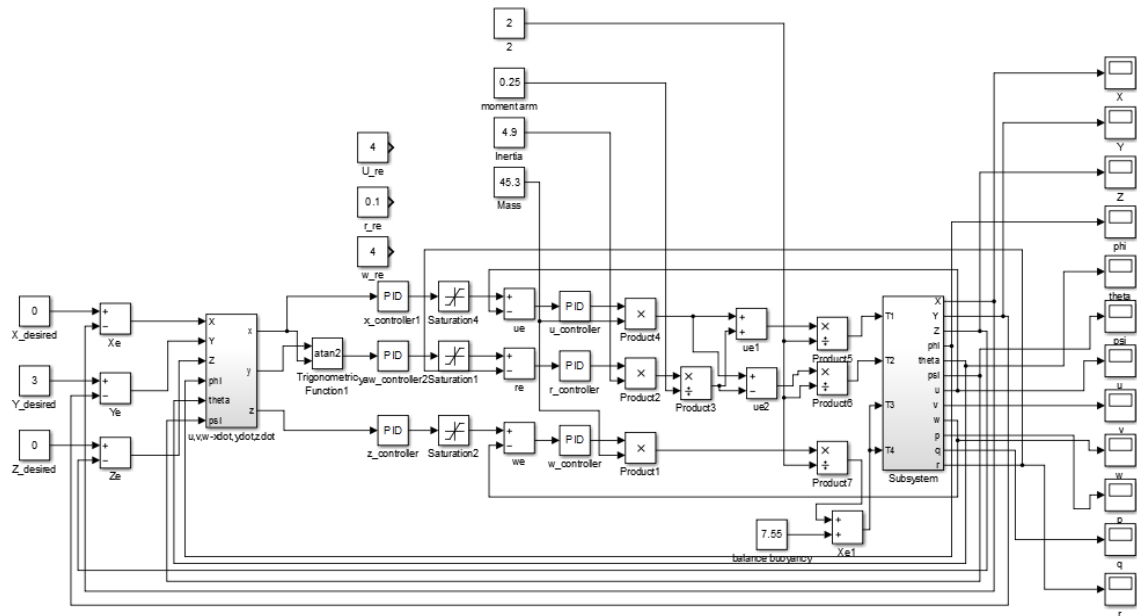 2
2
0.25
moment arm
4.9
Inertia
45.3
Mass
4
U_re
0.1
r_re
4
w_re
0
X_desired
3
Y_desired
0
Z_desired
+
−
Xe
+
−
Ye
+
−
Ze
X
Y
Z
phi
theta
psi
x
y
z
u,v,w-xdot,ydot,zdot
atan2
Trigonometric
Function1
PID
x_controller1
PID
yaw_controller2
PID
z_controller
Saturation4
Saturation1
Saturation2
+
−
ue
+
−
re
+
−
we
PID
u_controller
PID
r_controller
PID
w_controller
×
Product4
×
Product2
×
Product1
×
÷
Product3
+
+
ue1
+
−
ue2
×
÷
Product5
×
÷
Product6
×
÷
Product7
7.55
balance buoyancy
+
+
Xe1
T1
T2
T3
T4
X
Y
Z
phi
theta
psi
u
v
w
p
q
r
Subsystem
X
Y
Z
phi
theta
psi
u
v
w
p
q
r